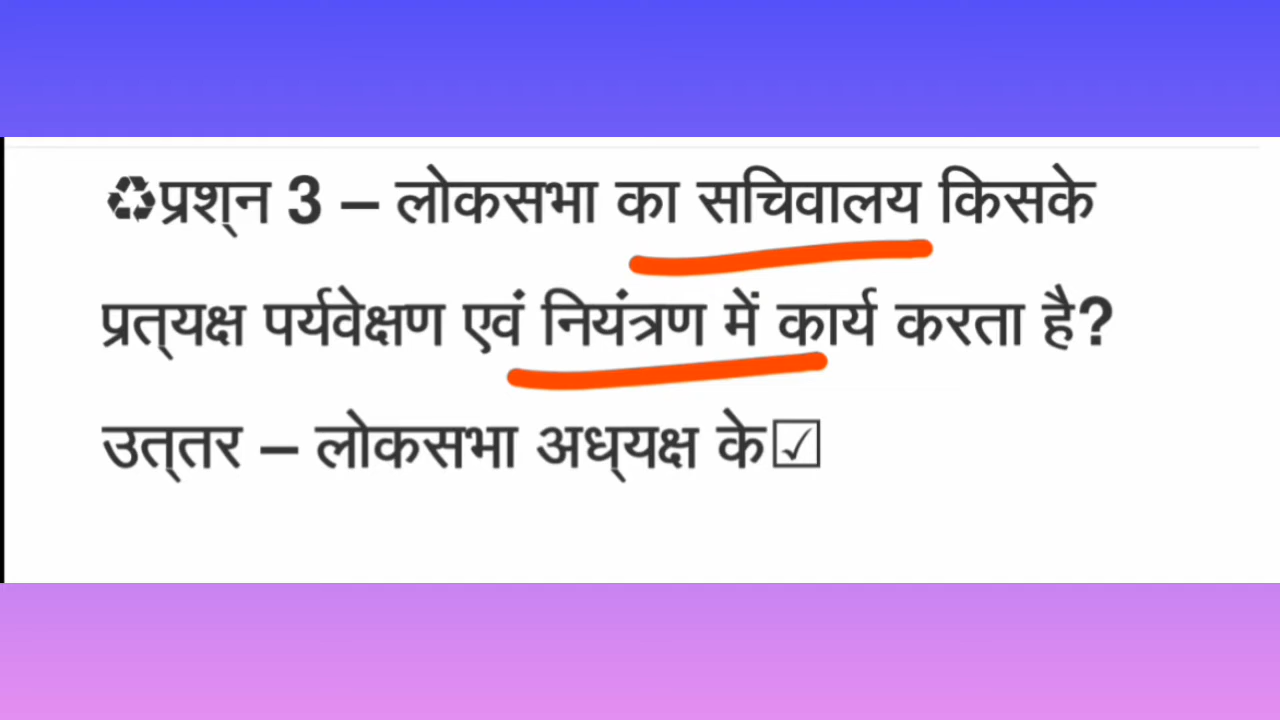 ♻प्रश्न 3 – लोकसभा का सचिवालय किसके
प्रत्यक्ष पर्यवेक्षण एवं नियंत्रण में कार्य करता है?
उत्तर – लोकसभा अध्यक्ष के☑